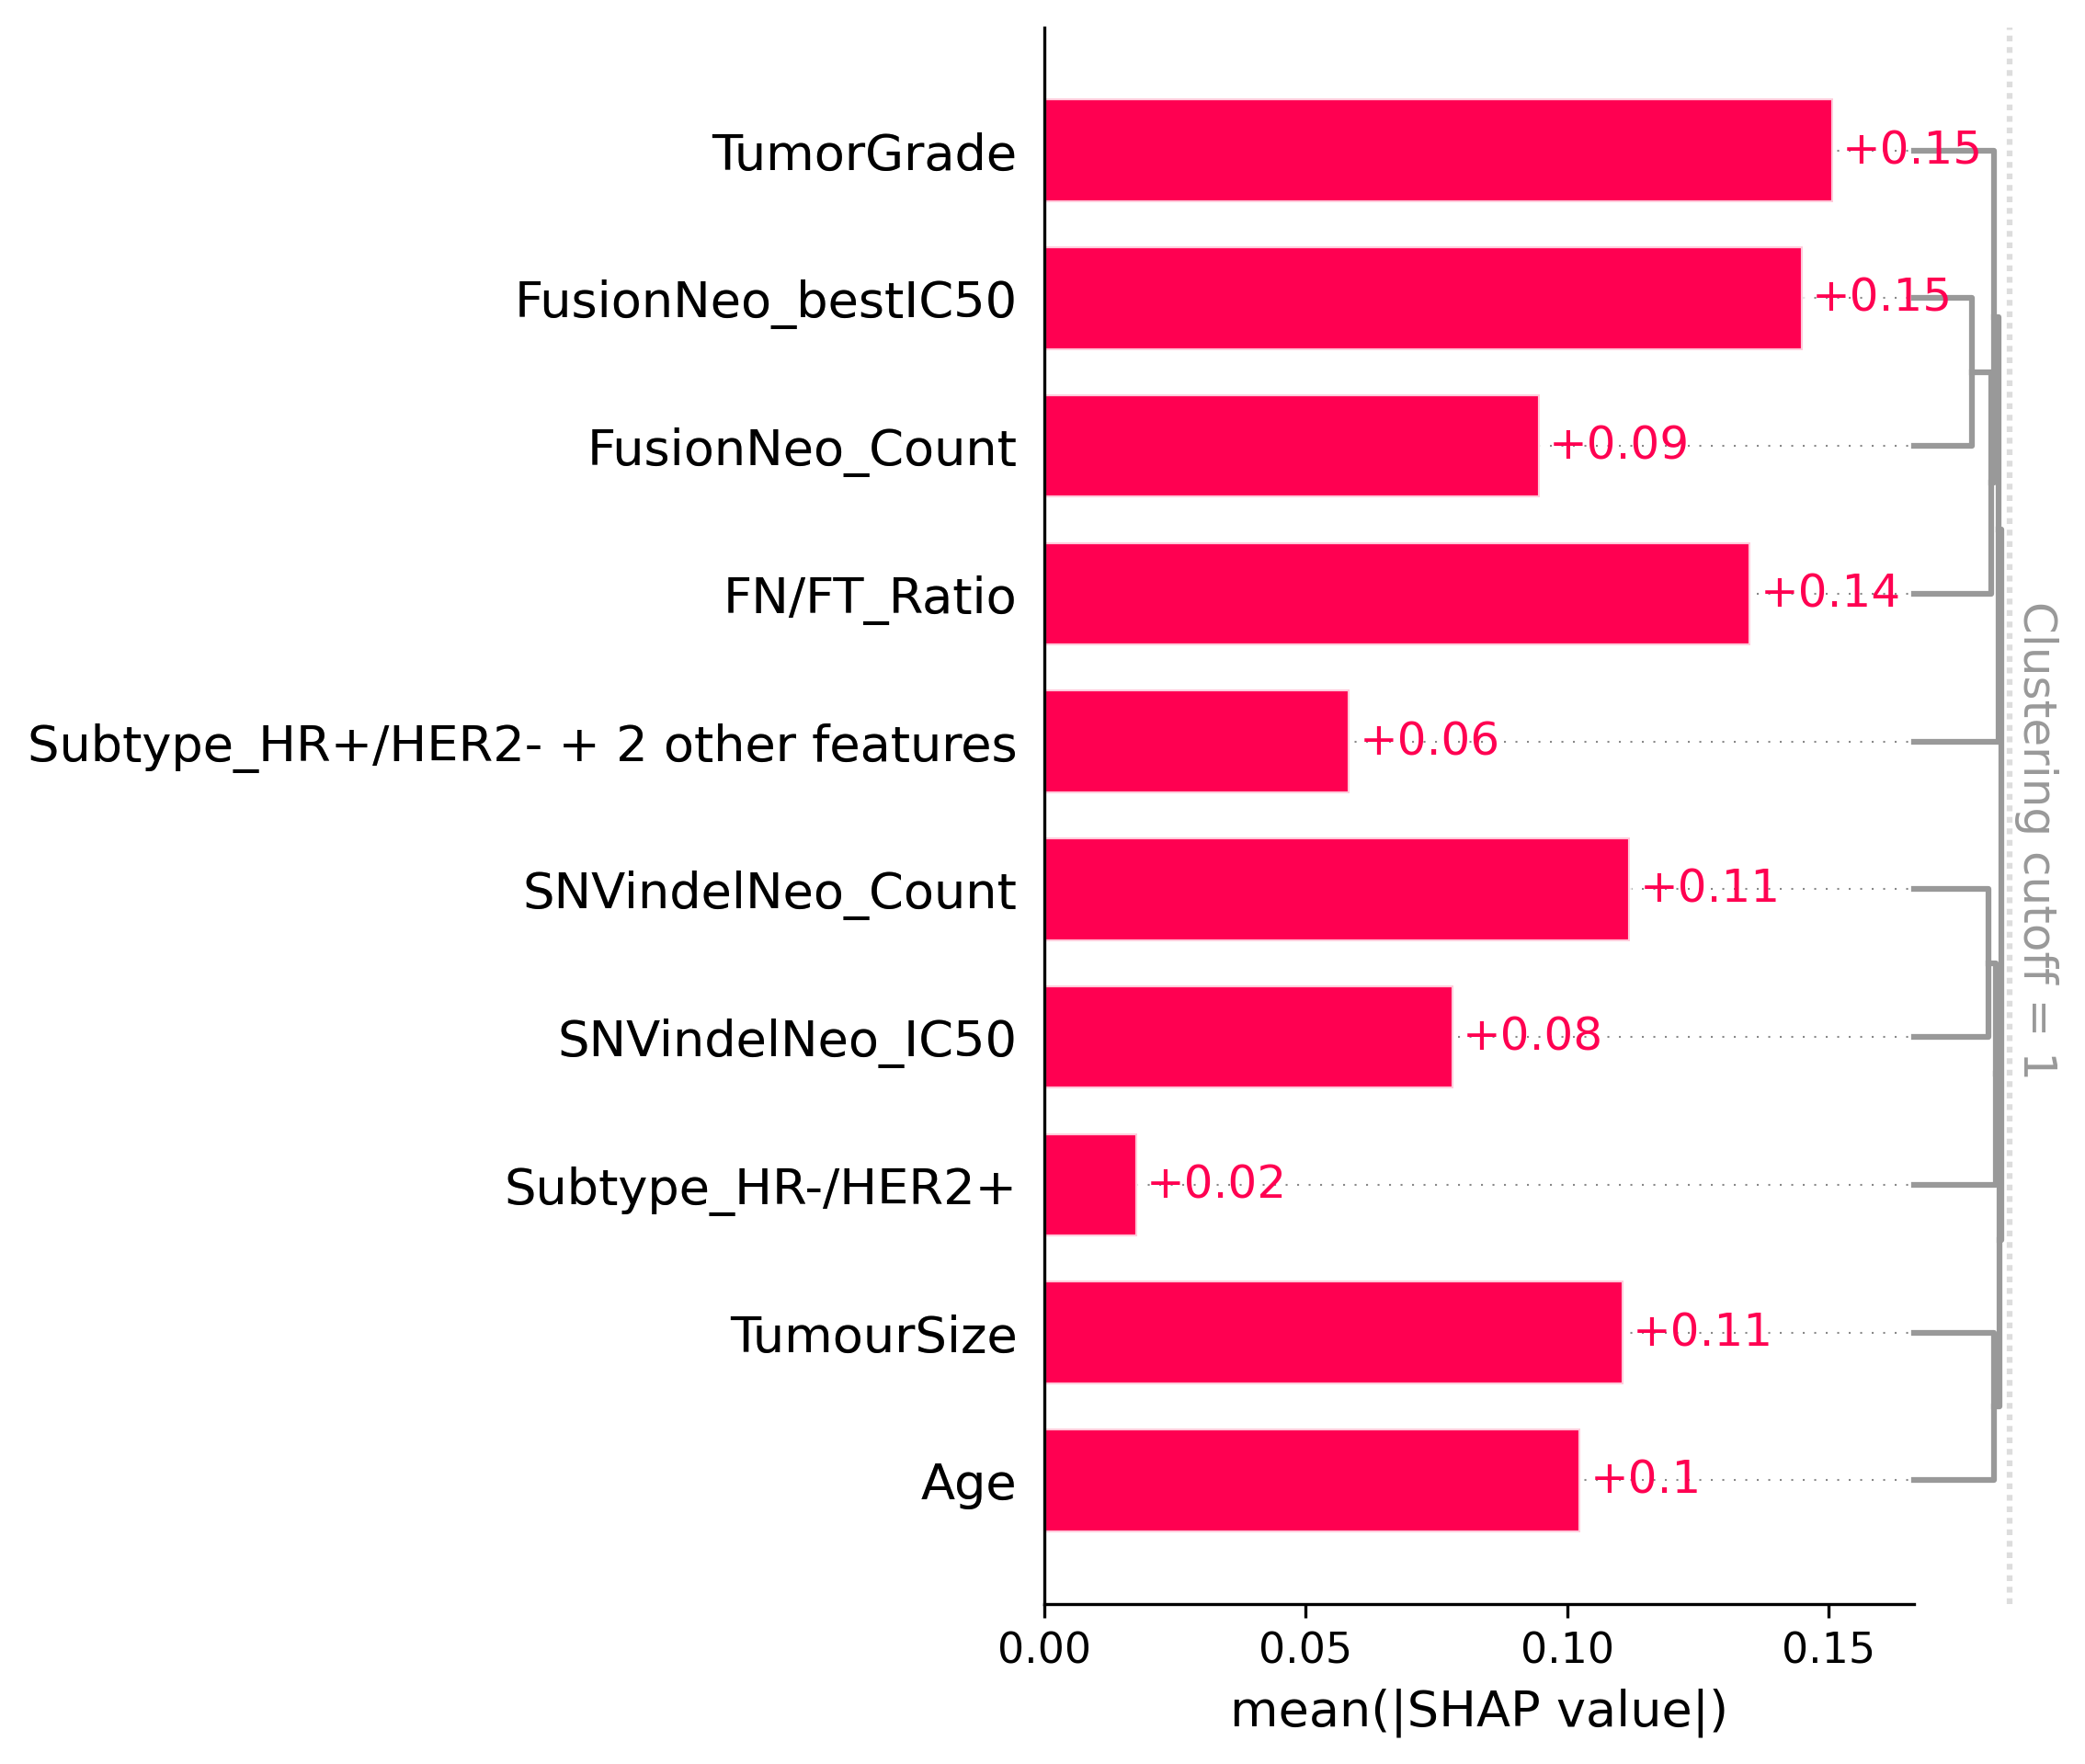 TumorGrade +0.15
FusionNeo_bestIC50 +0.15
FusionNeo_Count +0.09
FN/FT_Ratio +0.14
Subtype_HR+/HER2- + 2 other features +0.06
SNVindelNeo_Count +0.11
SNVindelNeo_IC50 +0.08
Subtype_HR-/HER2+ +0.02
TumourSize +0.11
Age +0.1
0.00 0.05 0.10 0.15
mean(|SHAP value|)
Clustering cutoff = 1